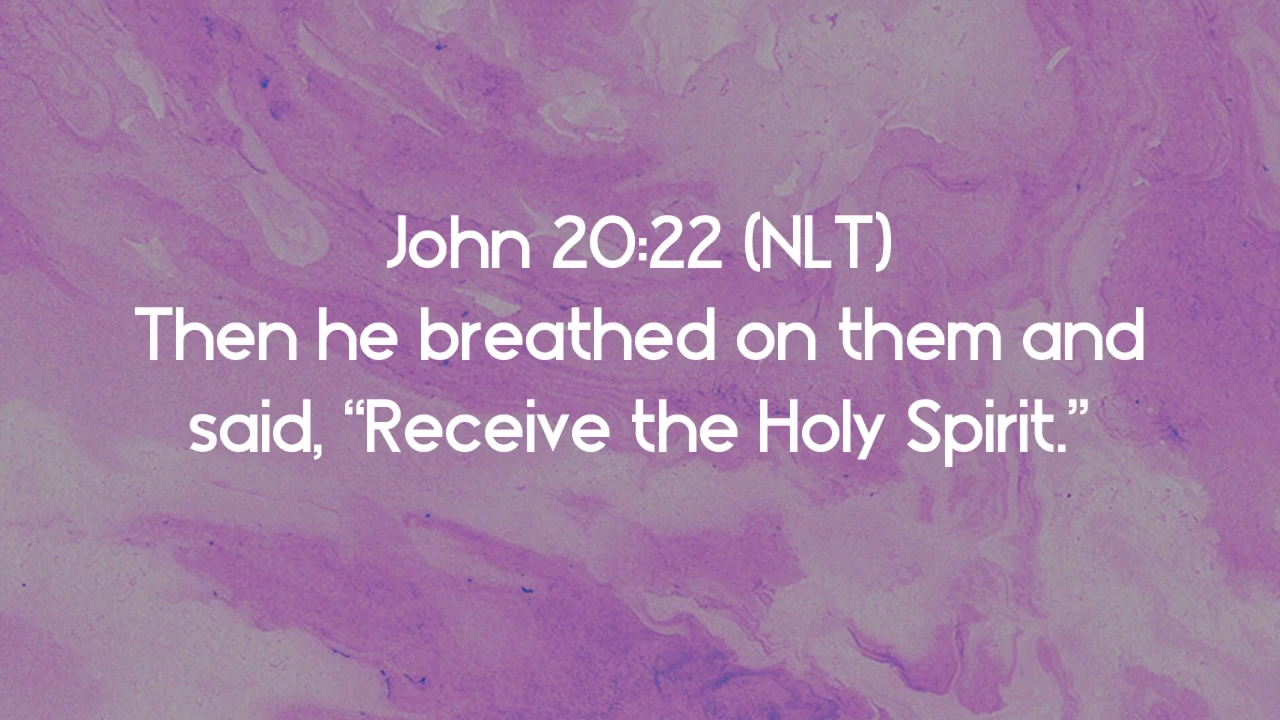 John 20:22 (NLT)
Then he breathed on them and
said, “Receive the Holy Spirit.”